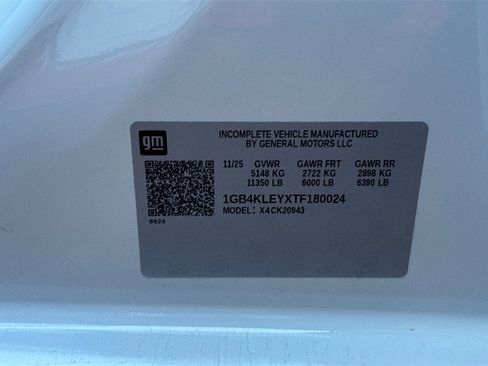 gm
INCOMPLETE VEHICLE MANUFACTURED
BY GENERAL MOTORS LLC
11/25 GVWR GAWR FRT GAWR RR
5148 KG 2722 KG 2898 KG
11350 LB 6000 LB 6390 LB
1GB4KLEYXTF180024
MODEL: X4CK20943
8624